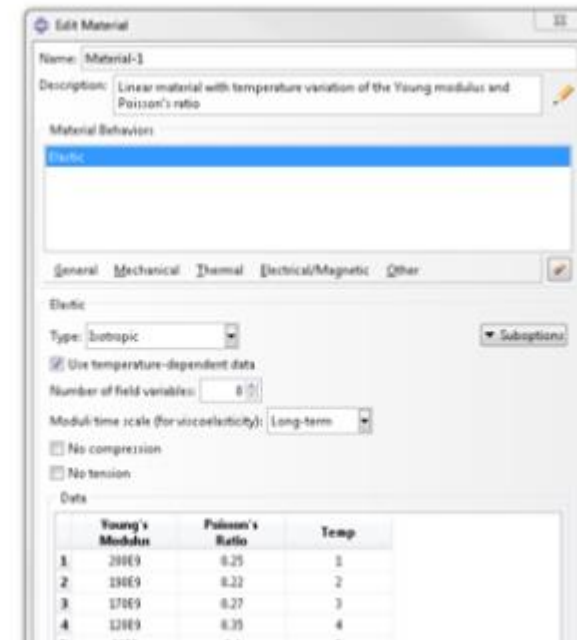 Edit Material
Name: Material-1
Description: Linear material with temperature variation of the Young modulus and
Poisson's ratio
Material Behaviors
Elastic
General Mechanical Thermal Electrical/Magnetic Other
Elastic
Type: Isotropic
Suboptions
Use temperature-dependent data
Number of field variables: 0
Moduli time scale (for viscoelasticity): Long-term
No compression
No tension
Data
Young's Modulus Poisson's Ratio Temp
1 200E9 0.25 1
2 190E9 0.22 2
3 170E9 0.27 3
4 120E9 0.35 4